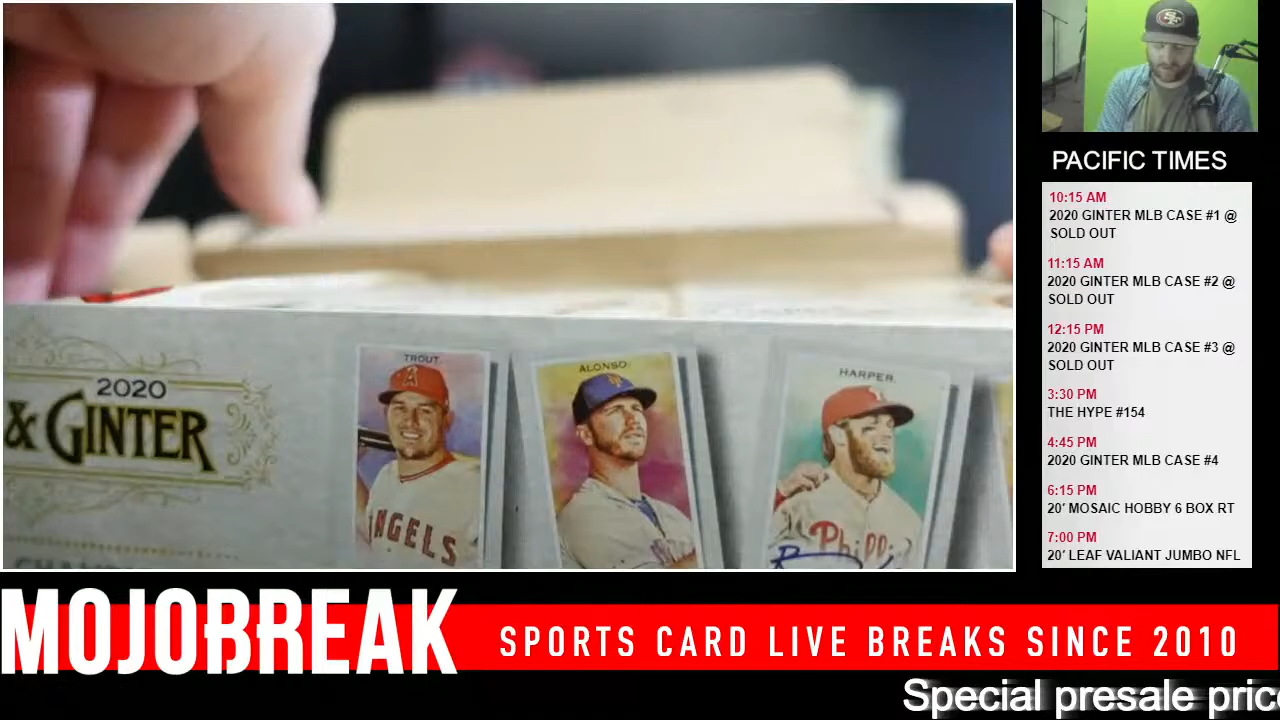 2020
& GINTER
TROUT
A
ANGELS
ALONSO
HARPER
Phillies
SF
PACIFIC TIMES
10:15 AM
2020 GINTER MLB CASE #1 @
SOLD OUT
11:15 AM
2020 GINTER MLB CASE #2 @
SOLD OUT
12:15 PM
2020 GINTER MLB CASE #3 @
SOLD OUT
3:30 PM
THE HYPE #154
4:45 PM
2020 GINTER MLB CASE #4
6:15 PM
20' MOSAIC HOBBY 6 BOX RT
7:00 PM
20' LEAF VALIANT JUMBO NFL
MOJOBREAK
SPORTS CARD LIVE BREAKS SINCE 2010
Special presale pric